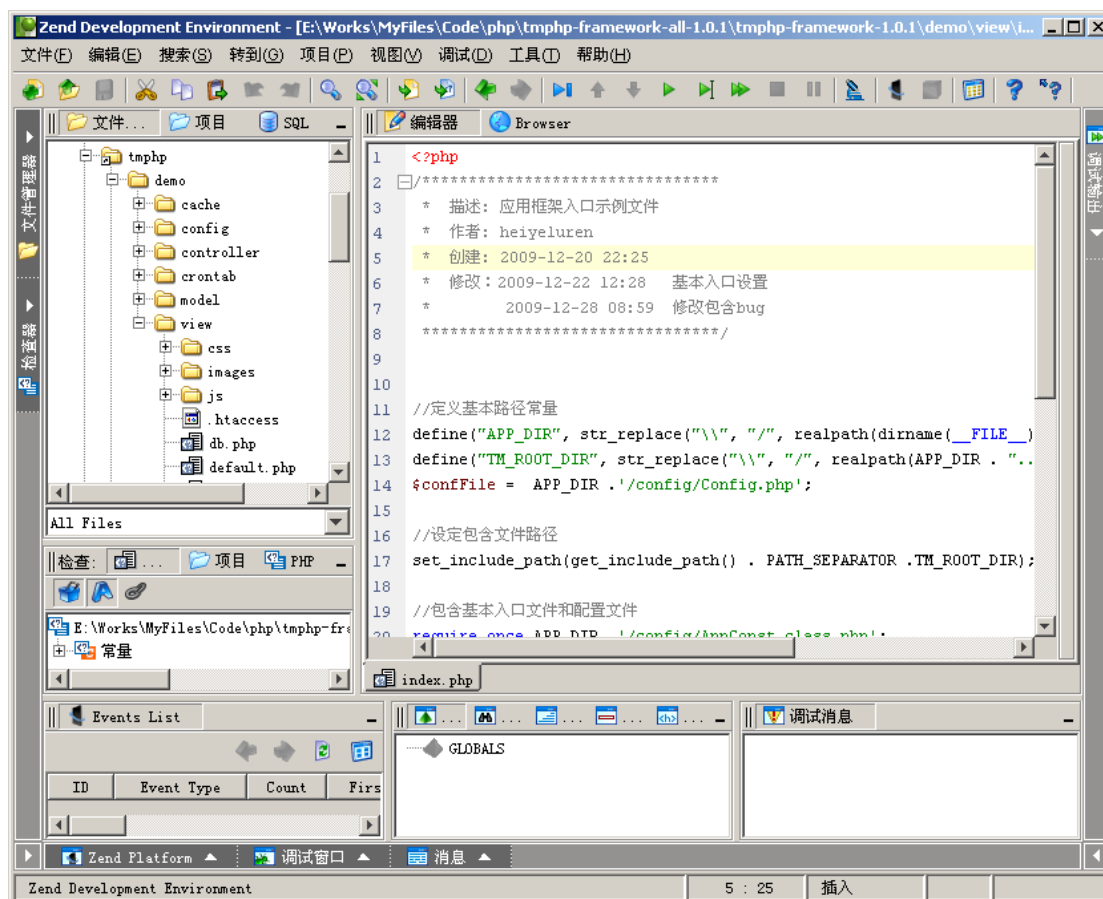 Zend Development Environment - [E:\Works\MyFiles\Code\php\tmphp-framework-all-1.0.1\tmphp-framework-1.0.1\demo\view\i...
文件(F) 编辑(E) 搜索(S) 转到(G) 项目(P) 视图(V) 调试(D) 工具(T) 帮助(H)
文件... 项目 SQL
文件管理器
检查器
tmphp
demo
cache
config
controller
crontab
model
view
css
images
js
.htaccess
db.php
default.php
All Files
检查: ... 项目 PHP
E:\Works\MyFiles\Code\php\tmphp-fr
常量
编辑器 Browser
1 <?php
2 /********************************
3 * 描述: 应用框架入口示例文件
4 * 作者: heiyeluren
5 * 创建: 2009-12-20 22:25
6 * 修改：2009-12-22 12:28 基本入口设置
7 * 2009-12-28 08:59 修改包含bug
8 ********************************/
9
10
11 //定义基本路径常量
12 define("APP_DIR", str_replace("\\", "/", realpath(dirname(__FILE__)
13 define("TM_ROOT_DIR", str_replace("\\", "/", realpath(APP_DIR . "..
14 $confFile = APP_DIR .'/config/Config.php';
15
16 //设定包含文件路径
17 set_include_path(get_include_path() . PATH_SEPARATOR .TM_ROOT_DIR);
18
19 //包含基本入口文件和配置文件
20 require_once APP_DIR .'/config/AppConst.class.php';
index.php
调试输出
Events List
ID Event Type Count Firs
... ... ... ... ...
GLOBALS
调试消息
Zend Platform 调试窗口 消息
Zend Development Environment 5 : 25 插入